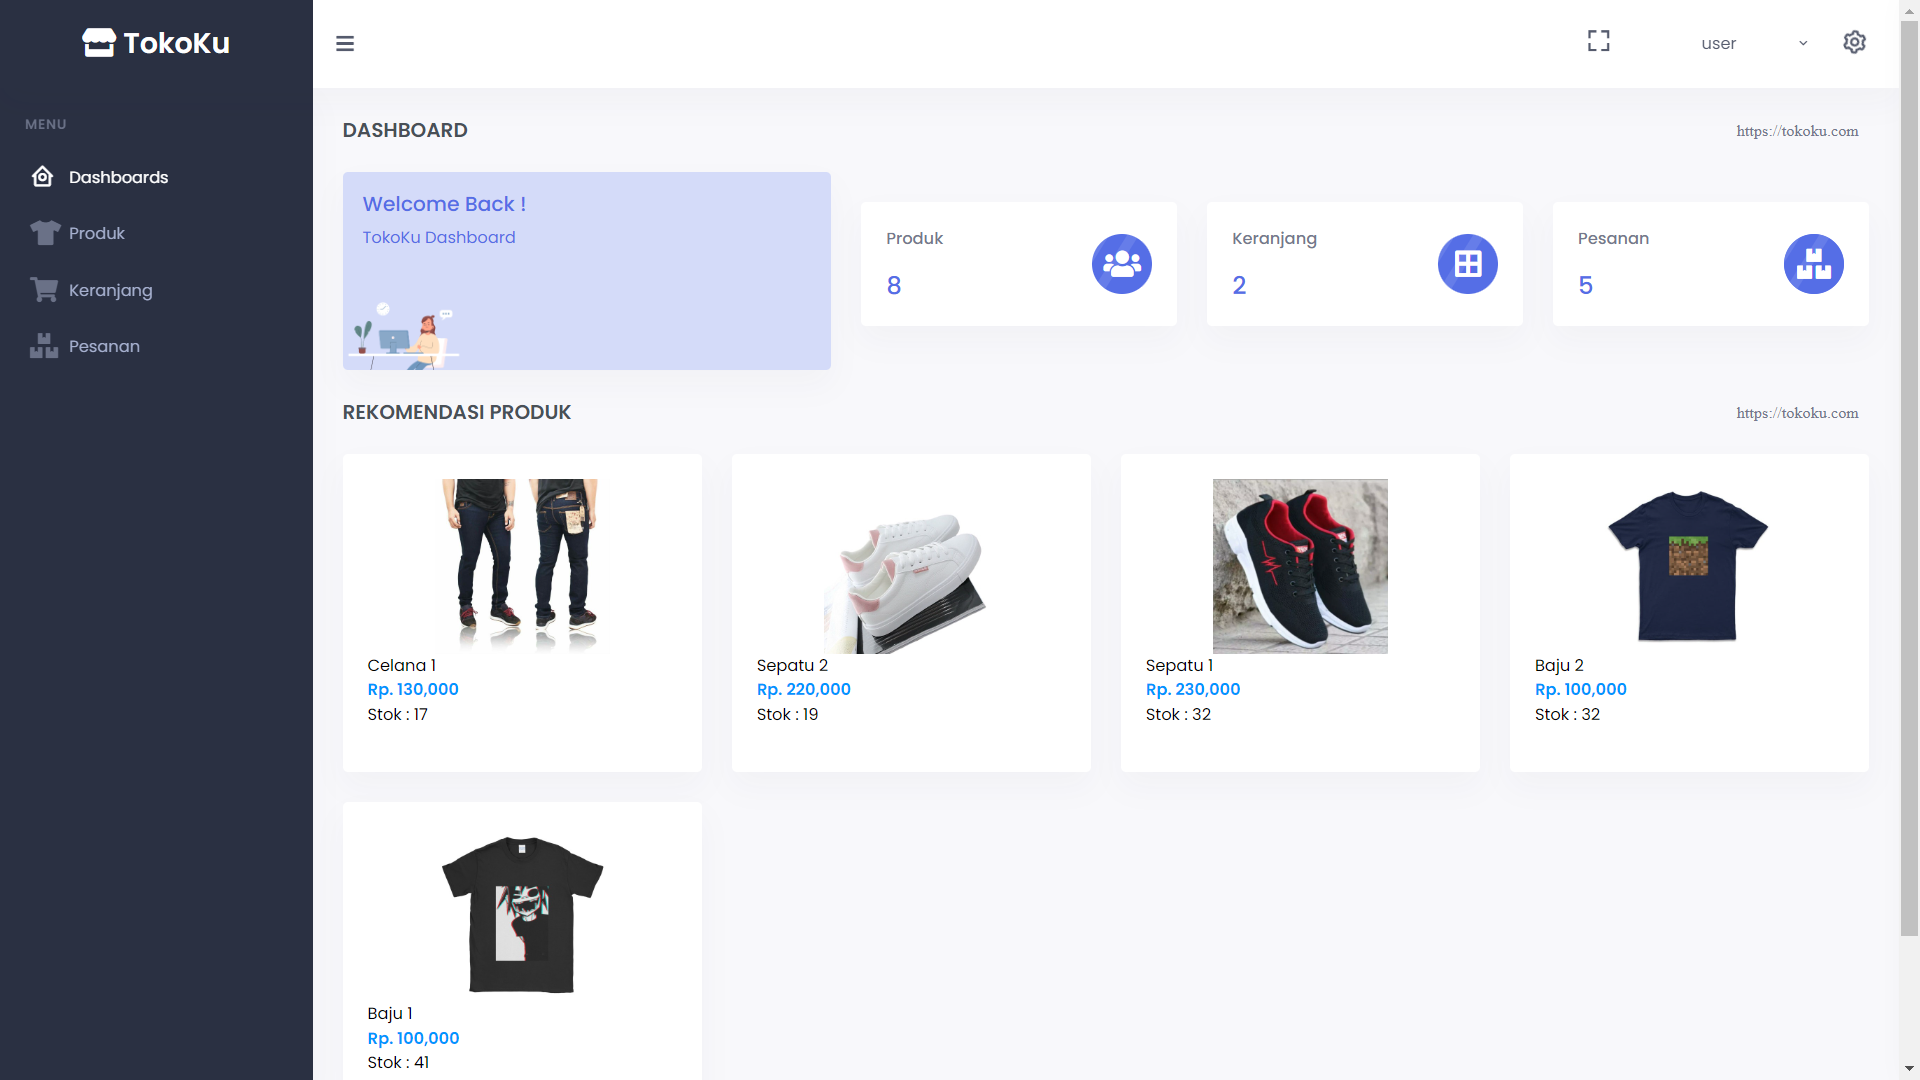 TokoKu
MENU
Dashboards
Produk
Keranjang
Pesanan
user
DASHBOARD
https://tokoku.com
Welcome Back !
TokoKu Dashboard
Produk
8
Keranjang
2
Pesanan
5
REKOMENDASI PRODUK
https://tokoku.com
Celana 1
Rp. 130,000
Stok : 17
Sepatu 2
Rp. 220,000
Stok : 19
Sepatu 1
Rp. 230,000
Stok : 32
Baju 2
Rp. 100,000
Stok : 32
Baju 1
Rp. 100,000
Stok : 41